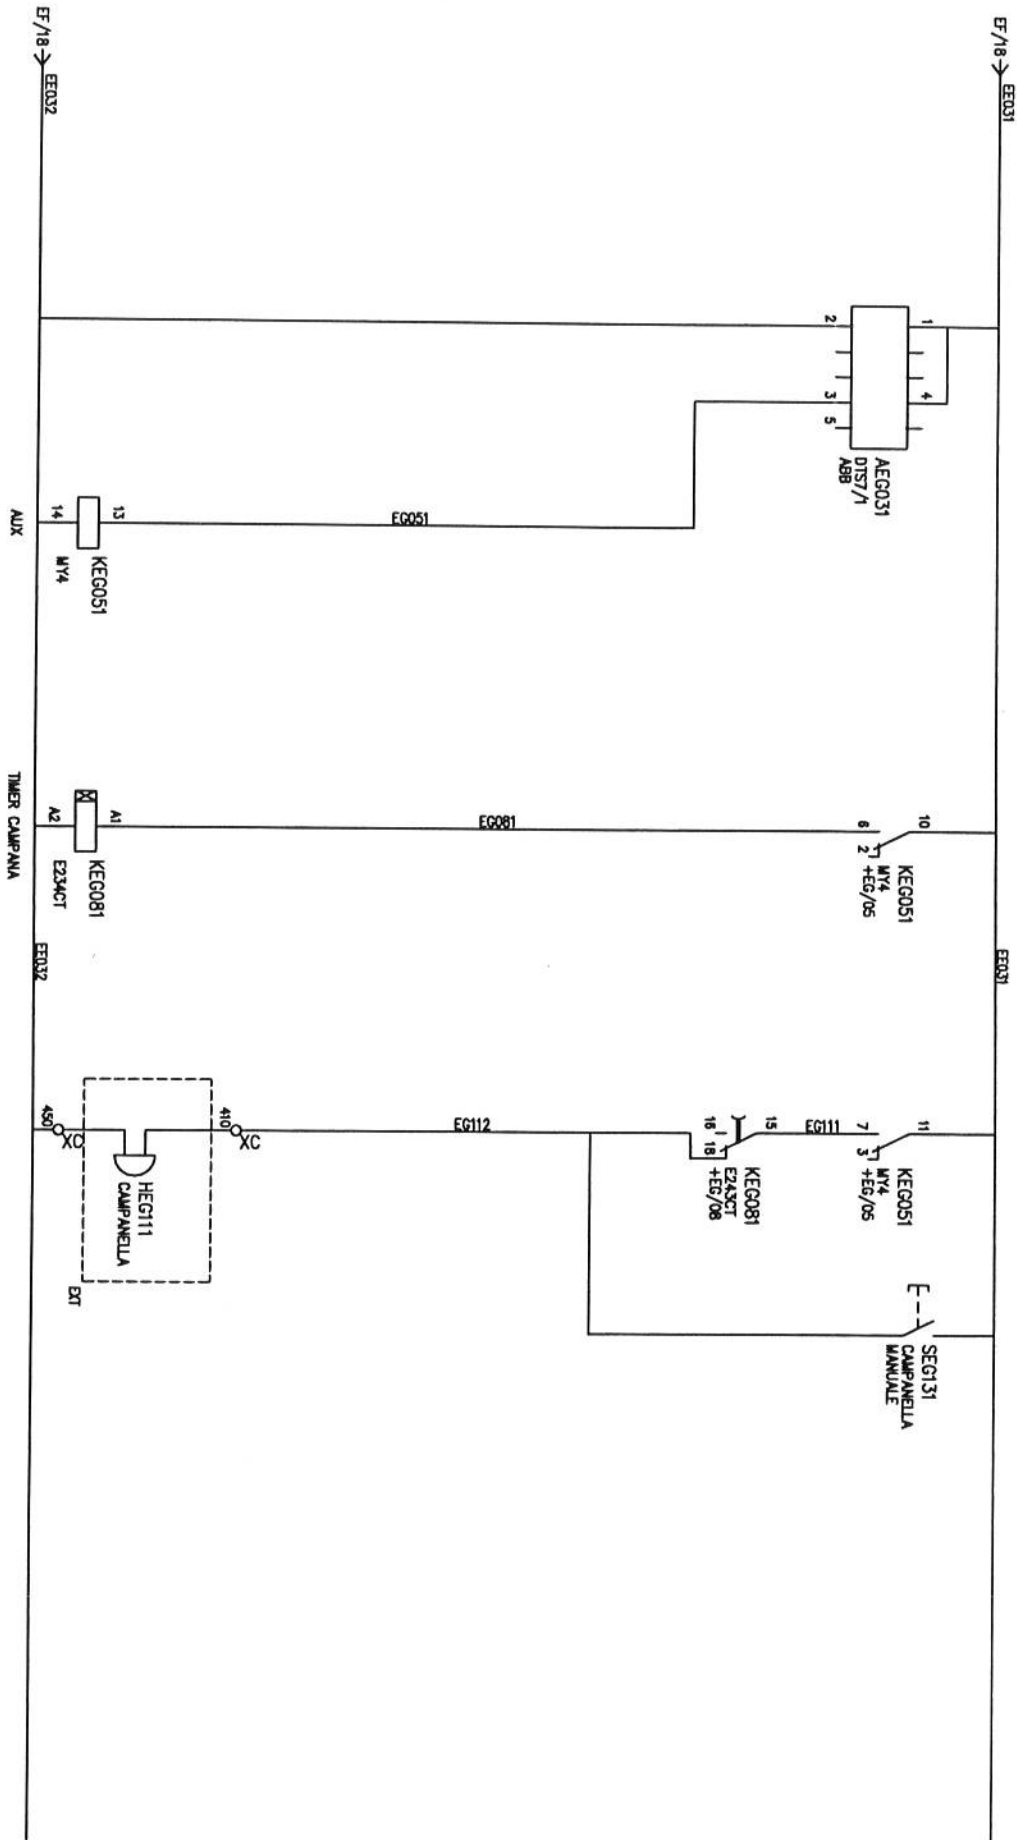 EF/18
EE031
EE031
1
4
2
3
5
AEG031
DTS7/1
ABB
10
6
2
KEG051
MY4
+EG/05
11
7
3
KEG051
MY4
+EG/05
SEG131
CAMPANELLA
MANUALE
EG111
15
16
18
KEG081
E243CT
+EG/08
EG051
EG081
EG112
410
XC
13
14
KEG051
MY4
A1
A2
KEG081
E234CT
HEG111
CAMPANELLA
EXT
450
XC
EF/18
EE032
EE032
AUX
TIMER CAMPANA